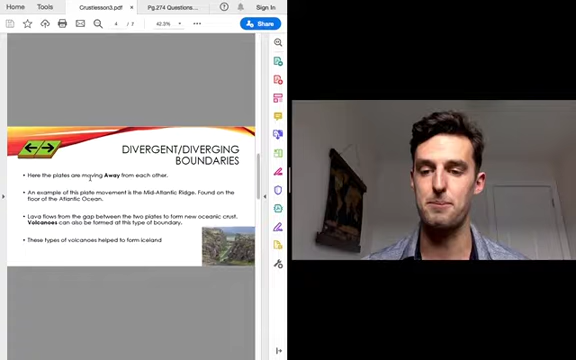 Home Tools Crustlesson3.pdf Pg.274 Questions... Sign In
4 / 7 42.3% Share
DIVERGENT/DIVERGING
BOUNDARIES
• Here the plates are moving Away from each other.
• An example of this plate movement is the Mid-Atlantic Ridge. Found on the
floor of the Atlantic Ocean.
• Lava flows from the gap between the two plates to form new oceanic crust.
Volcanoes can also be formed at this type of boundary.
• These types of volcanoes helped to form Iceland